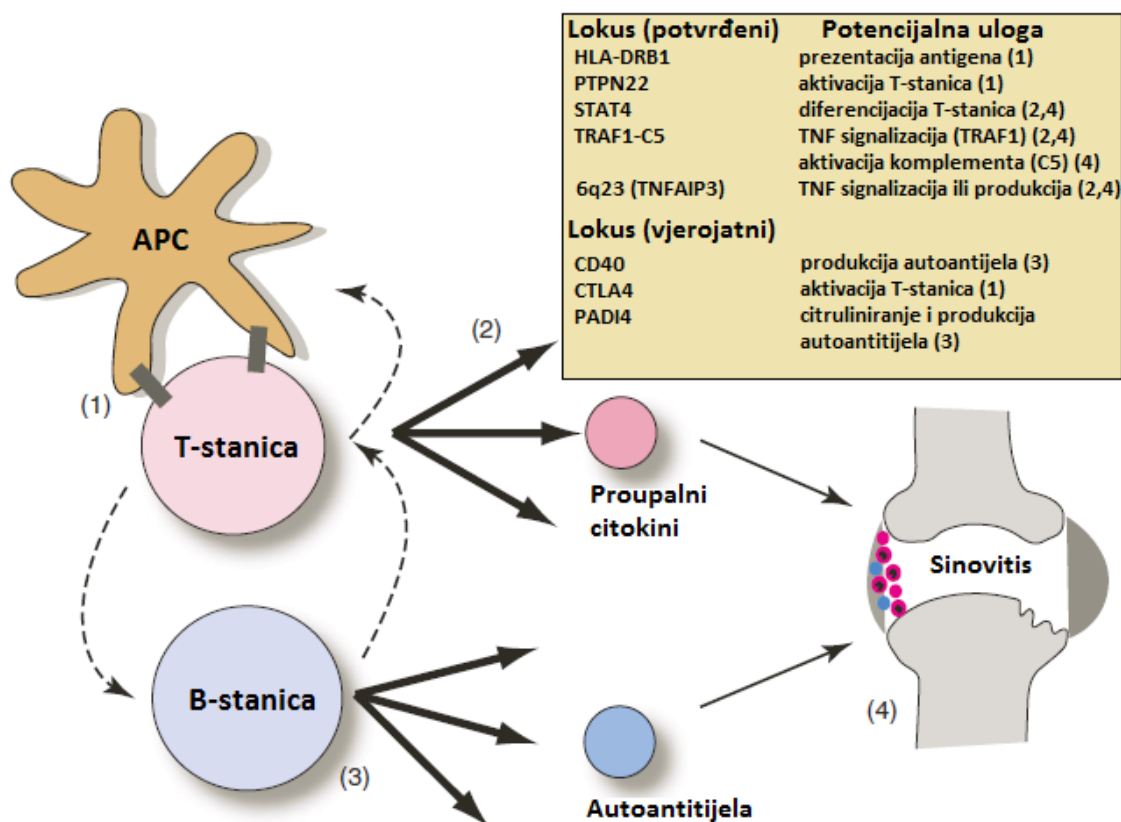 Lokus (potvrđeni) Potencijalna uloga
HLA-DRB1 prezentacija antigena (1)
PTPN22 aktivacija T-stanica (1)
STAT4 diferencijacija T-stanica (2,4)
TRAF1-C5 TNF signalizacija (TRAF1) (2,4)
aktivacija komplementa (C5) (4)
6q23 (TNFAIP3) TNF signalizacija ili produkcija (2,4)
Lokus (vjerojatni)
CD40 produkcija autoantijela (3)
CTLA4 aktivacija T-stanica (1)
PADI4 citruliniranje i produkcija
autoantitijela (3)
APC
(1)
(2)
T-stanica
Proupalni
citokini
Sinovitis
B-stanica
(3)
(4)
Autoantitijela